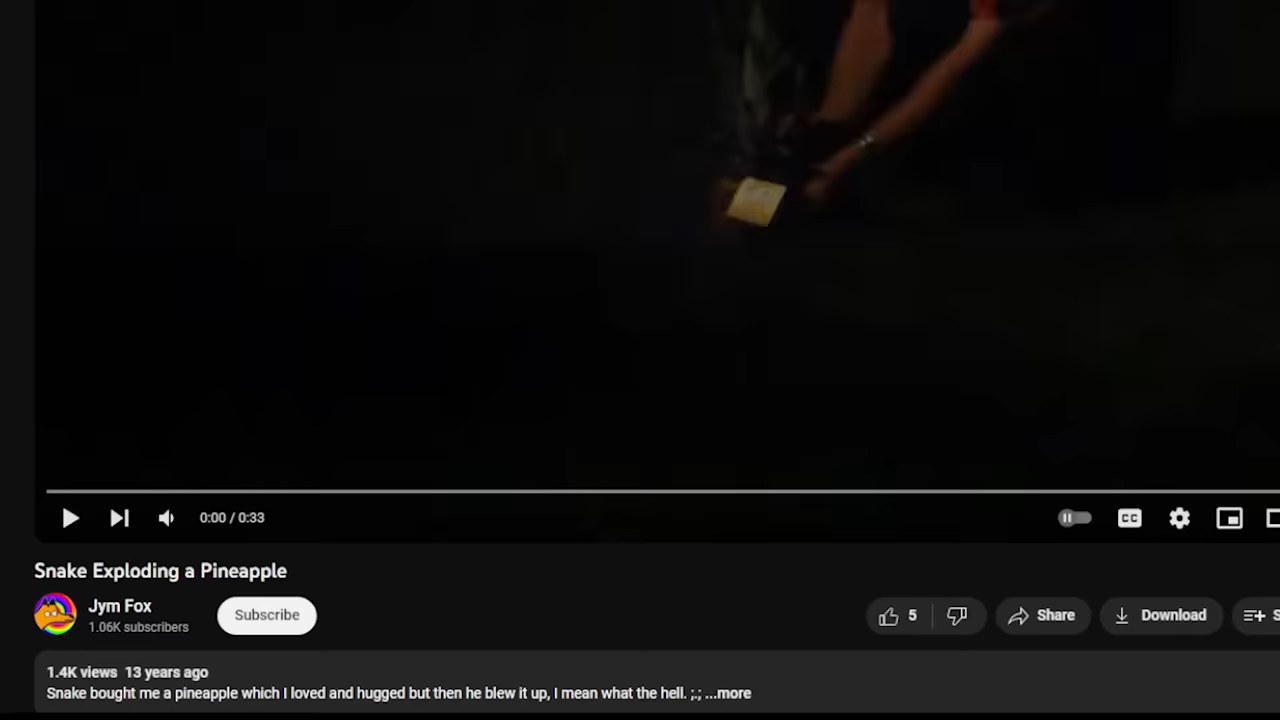 0:00 / 0:33
CC
Snake Exploding a Pineapple
Jym Fox
1.06K subscribers
Subscribe
5
Share
Download
S
1.4K views 13 years ago
Snake bought me a pineapple which I loved and hugged but then he blew it up, I mean what the hell. ;.; ...more